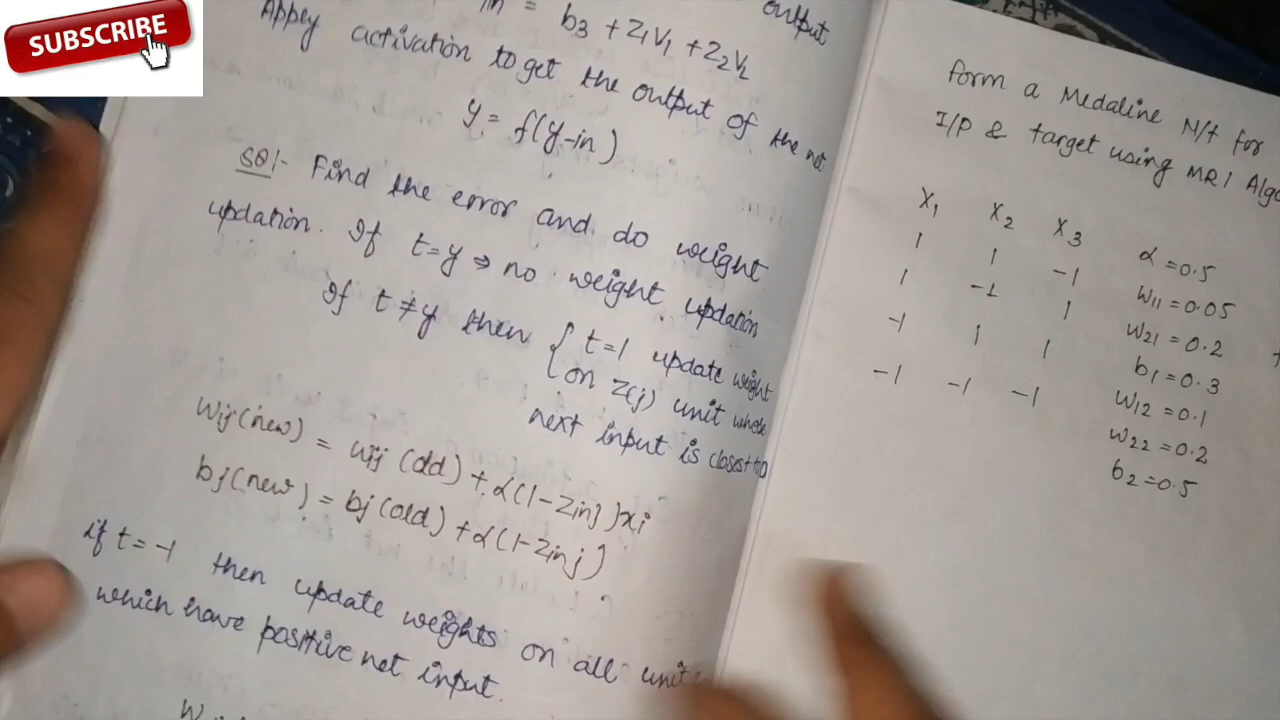 SUBSCRIBE
in = b3 + z1v1 + z2v2
output
Apply activation to get the output of the net
y = f(y-in)
S8:- Find the error and do weight
updation. If t=y ⇒ no weight updation
If t≠y then { t=1 update weight
on z(j) unit whose
next input is closest to 0
wij(new) = wij(old) + α(1-zinj)xi
bj(new) = bj(old) + α(1-zinj)
if t=-1 then update weights on all units
which have positive net input.
W
Form a Medaline N/t for
I/P & target using MR1 Algo
X1 X2 X3
1 1 -1
1 -1 1
-1 1 1
-1 -1 -1
α=0.5
W11=0.05
W21=0.2
b1=0.3
W12=0.1
W22=0.2
b2=0.5